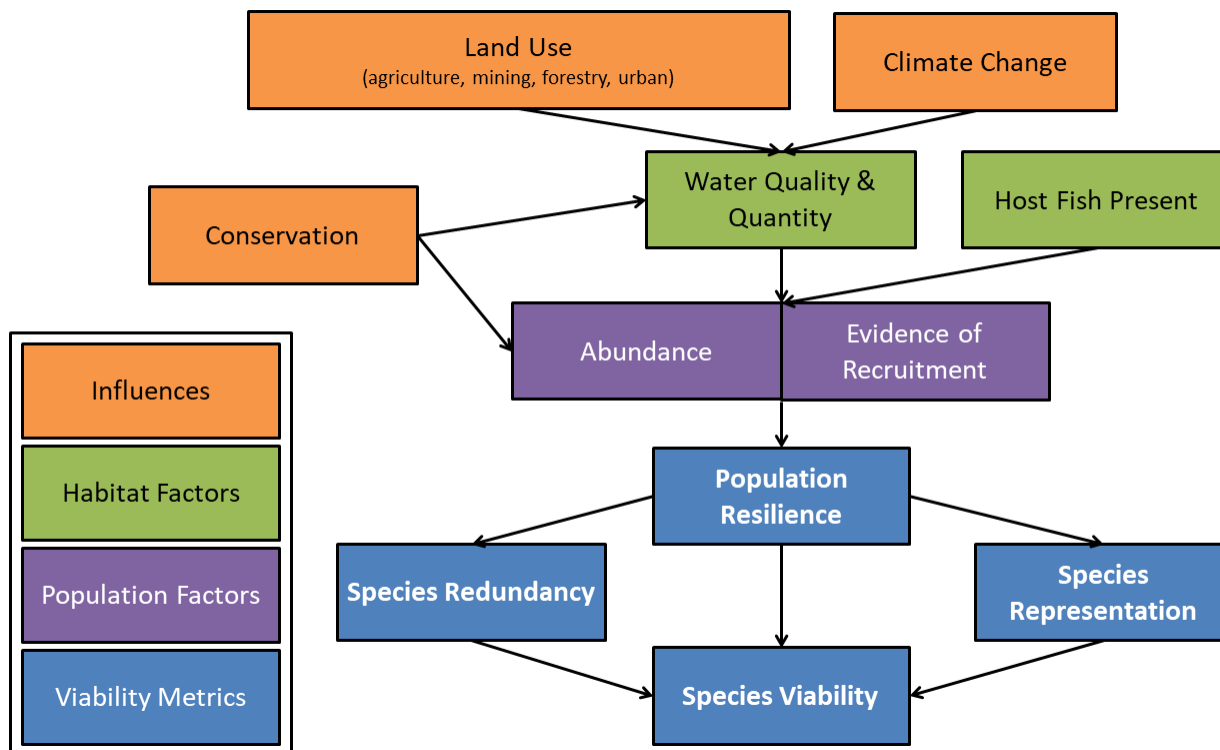 Land Use
(agriculture, mining, forestry, urban)
Climate Change
Water Quality &
Quantity
Host Fish Present
Conservation
Abundance
Evidence of
Recruitment
Influences
Habitat Factors
Population Factors
Viability Metrics
Population
Resilience
Species Redundancy
Species
Representation
Species Viability